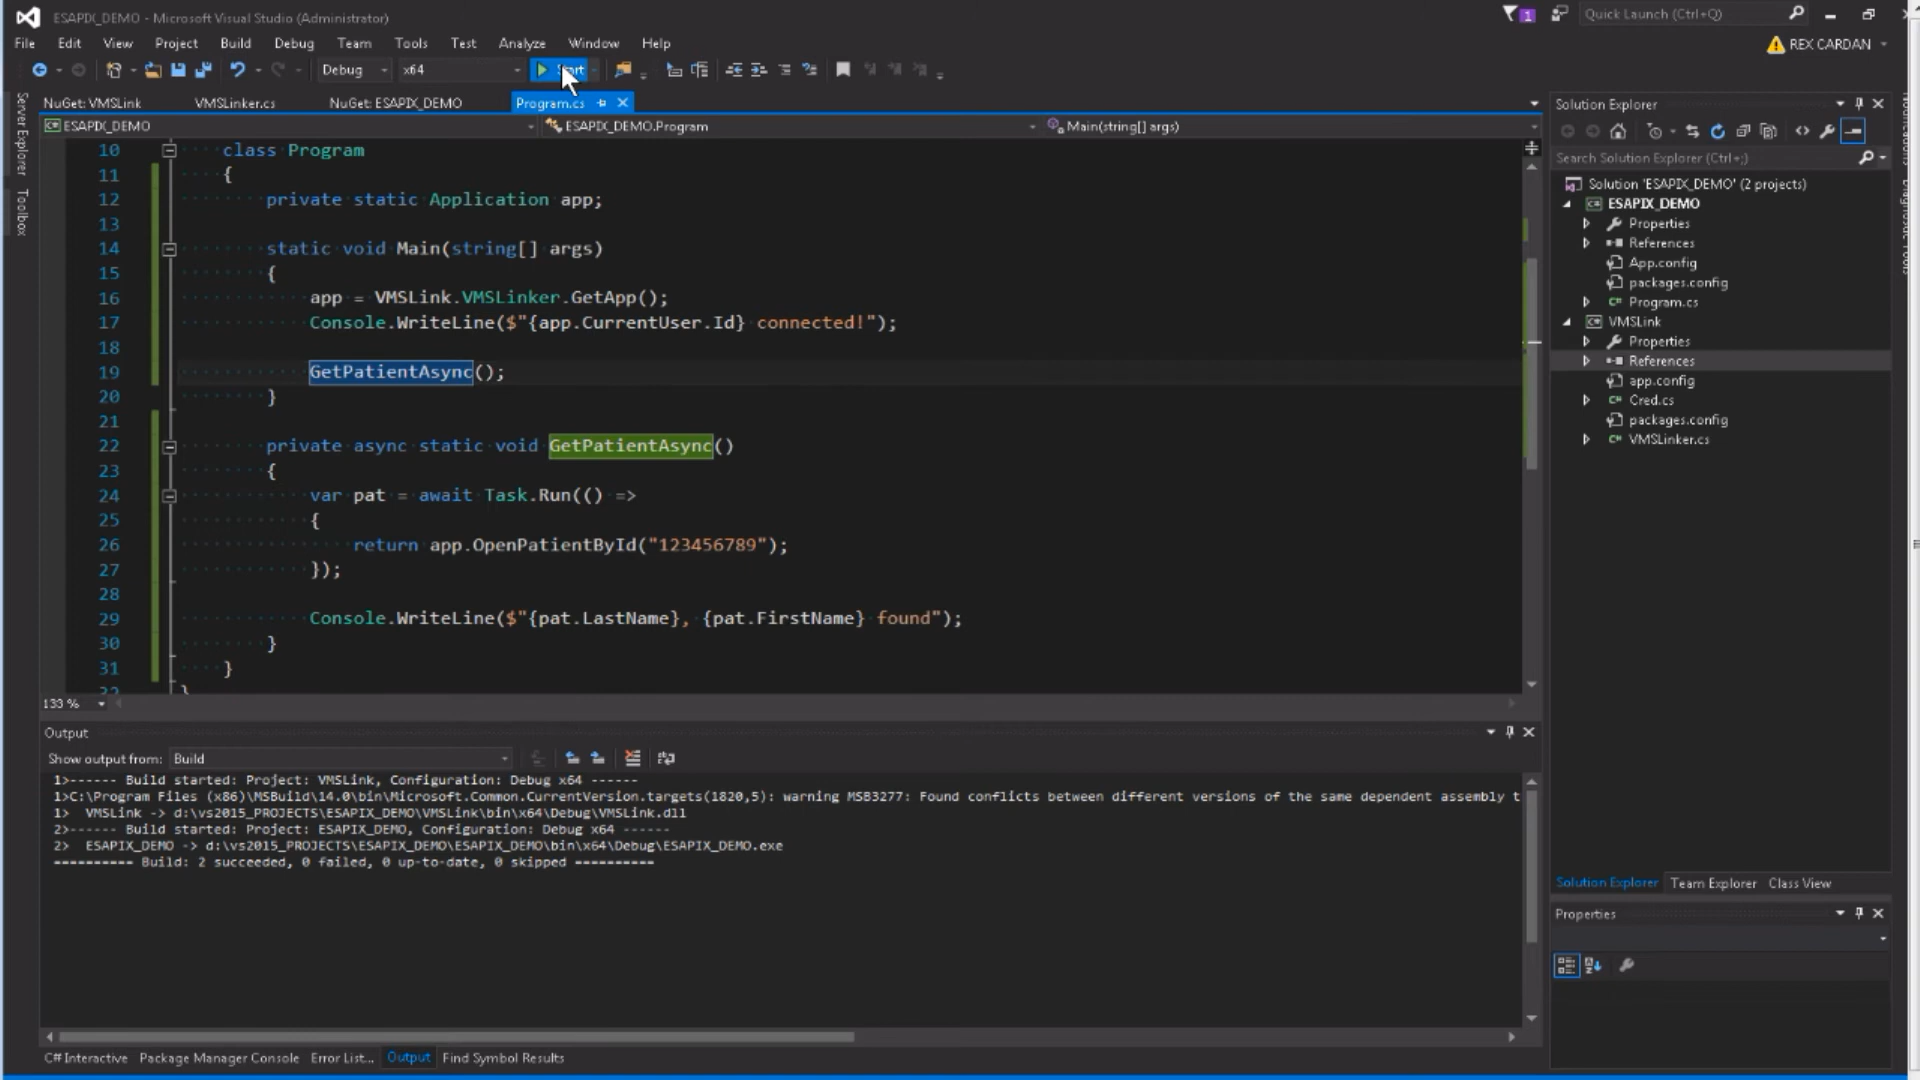 ESAPIX_DEMO - Microsoft Visual Studio (Administrator)
1
Quick Launch (Ctrl+Q)
File Edit View Project Build Debug Team Tools Test Analyze Window Help
REX CARDAN
Debug x64 Start
NuGet: VMSLink VMSLinker.cs NuGet: ESAPIX_DEMO Program.cs
ESAPIX_DEMO ESAPIX_DEMO.Program Main(string[] args)
Server Explorer
Toolbox
10 class Program
11 {
12 private static Application app;
13
14 static void Main(string[] args)
15 {
16 app = VMSLink.VMSLinker.GetApp();
17 Console.WriteLine($"{app.CurrentUser.Id} connected!");
18
19 GetPatientAsync();
20 }
21
22 private async static void GetPatientAsync()
23 {
24 var pat = await Task.Run(() =>
25 {
26 return app.OpenPatientById("123456789");
27 });
28
29 Console.WriteLine($"{pat.LastName}, {pat.FirstName} found");
30 }
31 }
32 }
133 %
Output
Show output from: Build
1>------ Build started: Project: VMSLink, Configuration: Debug x64 ------
1>C:\Program Files (x86)\MSBuild\14.0\bin\Microsoft.Common.CurrentVersion.targets(1820,5): warning MSB3277: Found conflicts between different versions of the same dependent assembly t
1> VMSLink -> d:\vs2015_PROJECTS\ESAPIX_DEMO\VMSLink\bin\x64\Debug\VMSLink.dll
2>------ Build started: Project: ESAPIX_DEMO, Configuration: Debug x64 ------
2> ESAPIX_DEMO -> d:\vs2015_PROJECTS\ESAPIX_DEMO\ESAPIX_DEMO\bin\x64\Debug\ESAPIX_DEMO.exe
========== Build: 2 succeeded, 0 failed, 0 up-to-date, 0 skipped ==========
C# Interactive Package Manager Console Error List... Output Find Symbol Results
Solution Explorer
Search Solution Explorer (Ctrl+;)
Solution 'ESAPIX_DEMO' (2 projects)
ESAPIX_DEMO
Properties
References
App.config
packages.config
Program.cs
VMSLink
Properties
References
app.config
Cred.cs
packages.config
VMSLinker.cs
Solution Explorer Team Explorer Class View
Properties